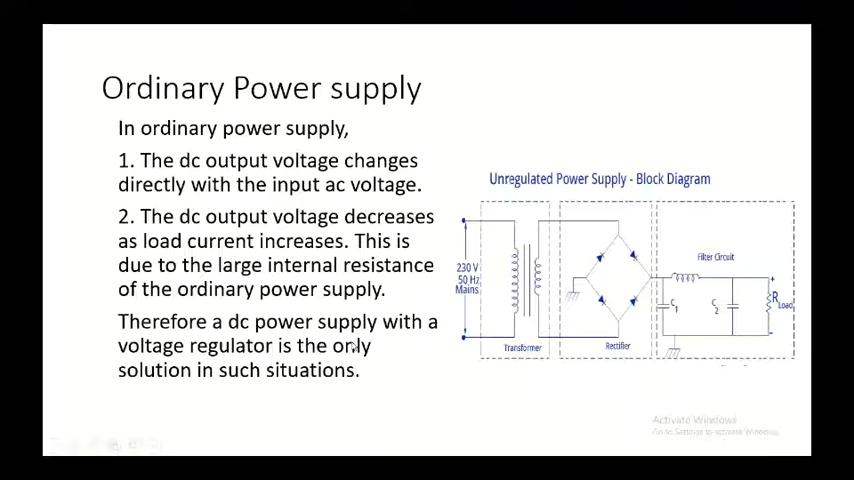 Ordinary Power supply
In ordinary power supply,
1. The dc output voltage changes
directly with the input ac voltage.
2. The dc output voltage decreases
as load current increases. This is
due to the large internal resistance
of the ordinary power supply.
Therefore a dc power supply with a
voltage regulator is the only
solution in such situations.
Unregulated Power Supply - Block Diagram
230 V
50 Hz
Mains
Transformer
Rectifier
Filter Circuit
+
C1
C2
R Load
-
Activate Windows
Go to Settings to activate Windows.